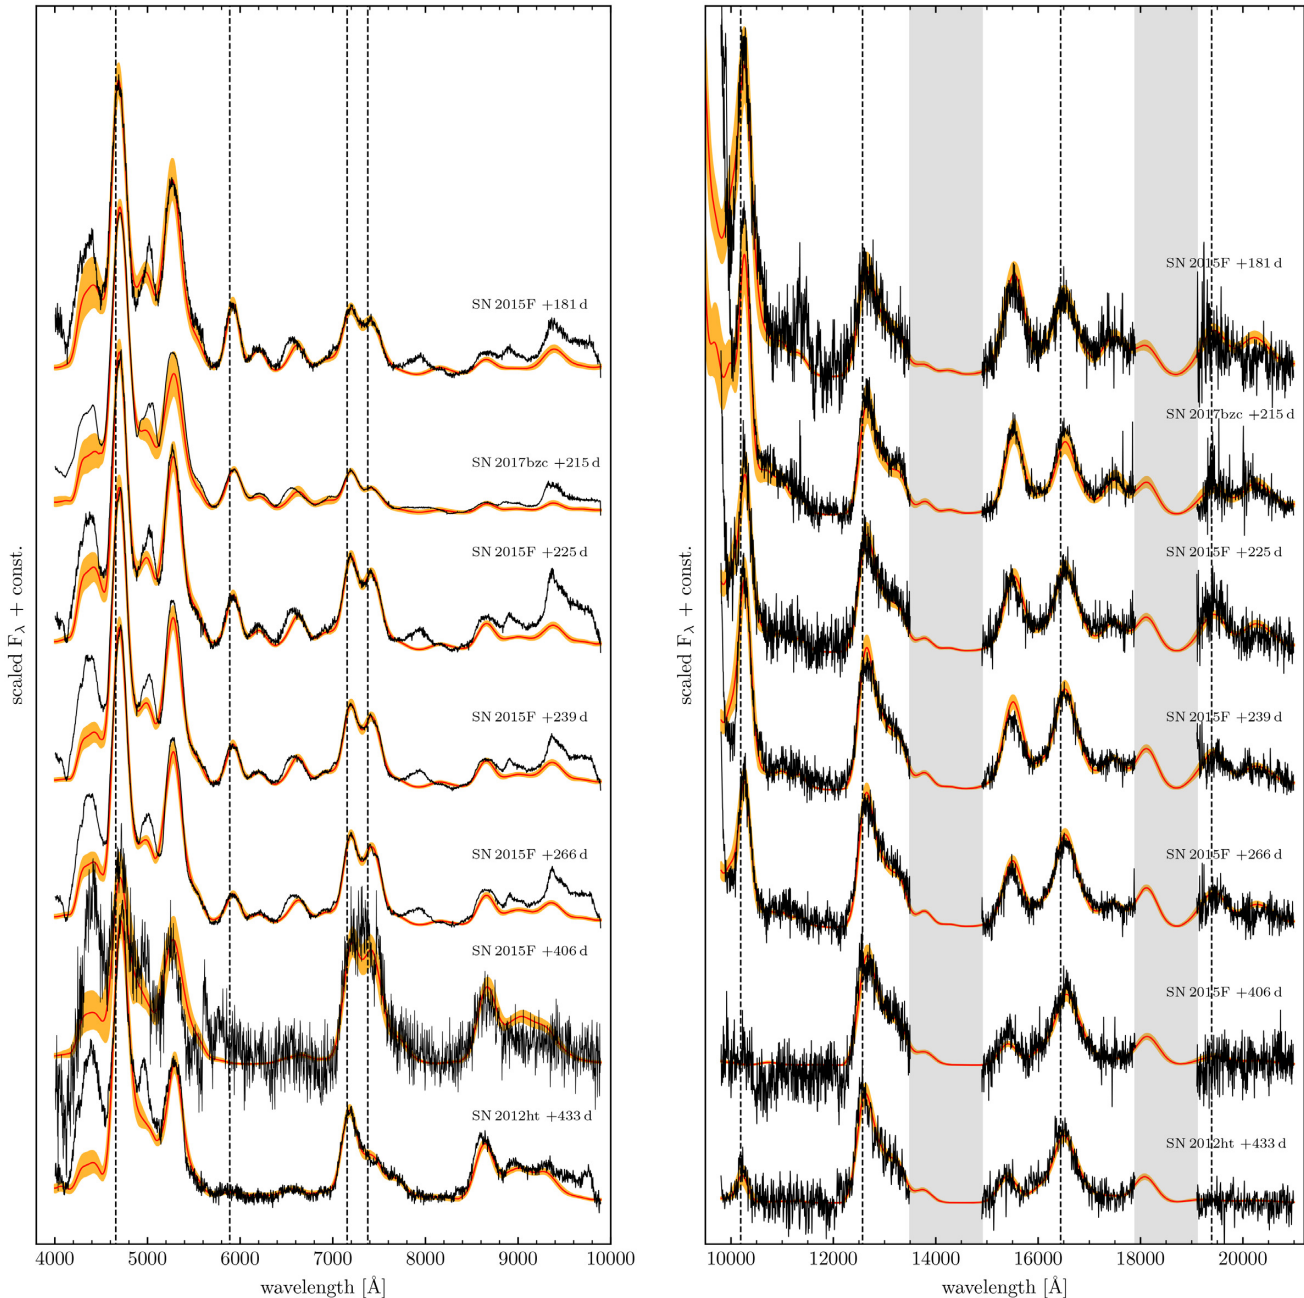 scaled F_λ + const.
SN 2015F +181 d
SN 2017bzc +215 d
SN 2015F +225 d
SN 2015F +239 d
SN 2015F +266 d
SN 2015F +406 d
SN 2012ht +433 d
4000 5000 6000 7000 8000 9000 10000
wavelength [Å]
scaled F_λ + const.
SN 2015F +181 d
SN 2017bzc +215 d
SN 2015F +225 d
SN 2015F +239 d
SN 2015F +266 d
SN 2015F +406 d
SN 2012ht +433 d
10000 12000 14000 16000 18000 20000
wavelength [Å]